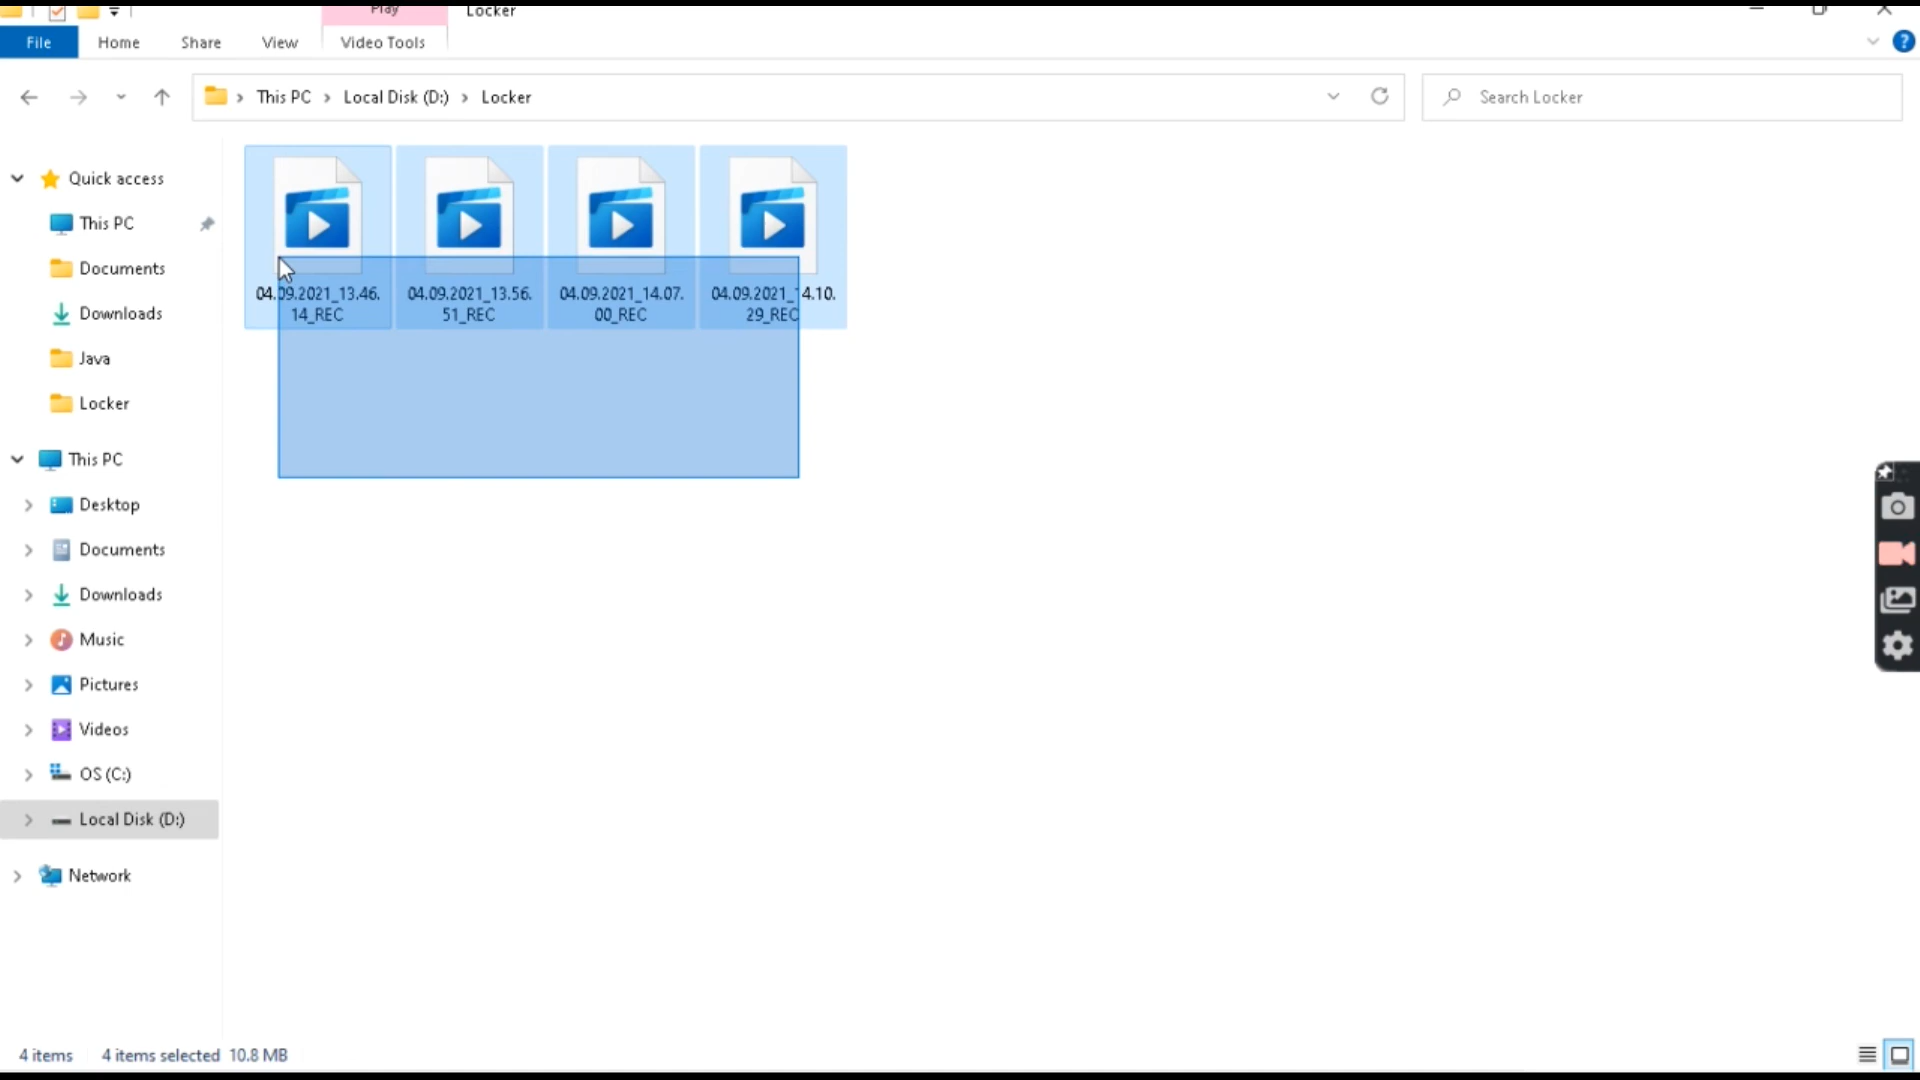 Play
Locker
File
Home
Share
View
Video Tools
?
This PC
Local Disk (D:)
Locker
Search Locker
Quick access
This PC
Documents
Downloads
Java
Locker
This PC
Desktop
Documents
Downloads
Music
Pictures
Videos
OS (C:)
Local Disk (D:)
Network
04.09.2021_13.46.
14_REC
04.09.2021_13.56.
51_REC
04.09.2021_14.07.
00_REC
04.09.2021_14.10.
29_REC
4 items
4 items selected 10.8 MB